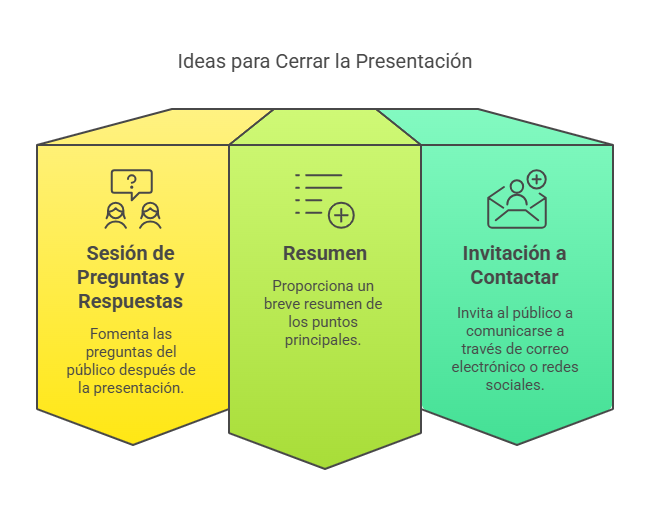 Ideas para Cerrar la Presentación
?
Sesión de
Preguntas y
Respuestas
Fomenta las
preguntas del
público después de
la presentación.
Resumen
Proporciona un
breve resumen de
los puntos
principales.
Invitación a
Contactar
Invita al público a
comunicarse a
través de correo
electrónico o redes
sociales.